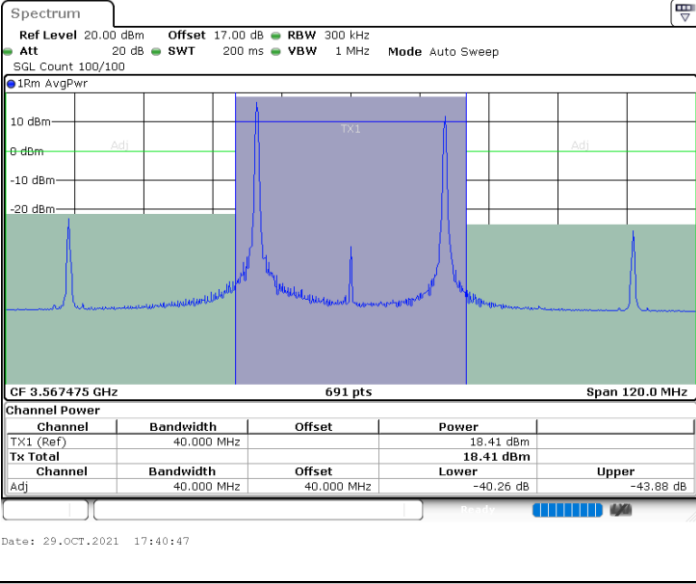 Spectrum
Ref Level 20.00 dBm Offset 17.00 dB RBW 300 kHz
Att 20 dB SWT 200 ms VBW 1 MHz Mode Auto Sweep
SGL Count 100/100
1Rm AvgPwr
10 dBm
TX1
Adj
Adj
0 dBm
-10 dBm
-20 dBm
CF 3.567475 GHz 691 pts Span 120.0 MHz
Channel Power
Channel Bandwidth Offset Power
TX1 (Ref) 40.000 MHz 18.41 dBm
Tx Total 18.41 dBm
Channel Bandwidth Offset Lower Upper
Adj 40.000 MHz 40.000 MHz -40.26 dB -43.88 dB
Ready
Date: 29.OCT.2021 17:40:47